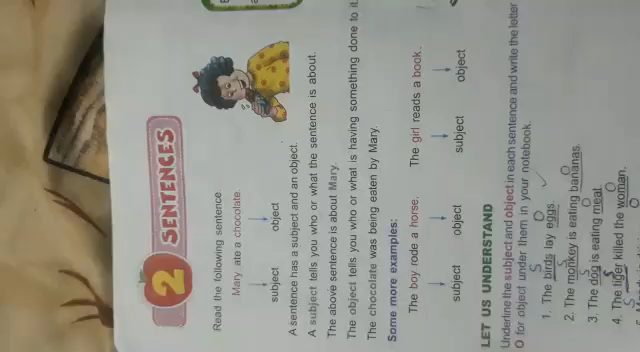 2 SENTENCES
Read the following sentence.
Mary ate a chocolate.
subject object
A sentence has a subject and an object.
A subject tells you who or what the sentence is about.
The above sentence is about Mary.
The object tells you who or what is having something done to it.
The chocolate was being eaten by Mary.
Some more examples:
The boy rode a horse. The girl reads a book.
subject object subject object
LET US UNDERSTAND
Underline the subject and object in each sentence and write the letter
O for object under them in your notebook.
1. The birds lay eggs.
S O
2. The monkey is eating bananas.
S O
3. The dog is eating meal.
S O
4. The tiger killed the woman.
S O